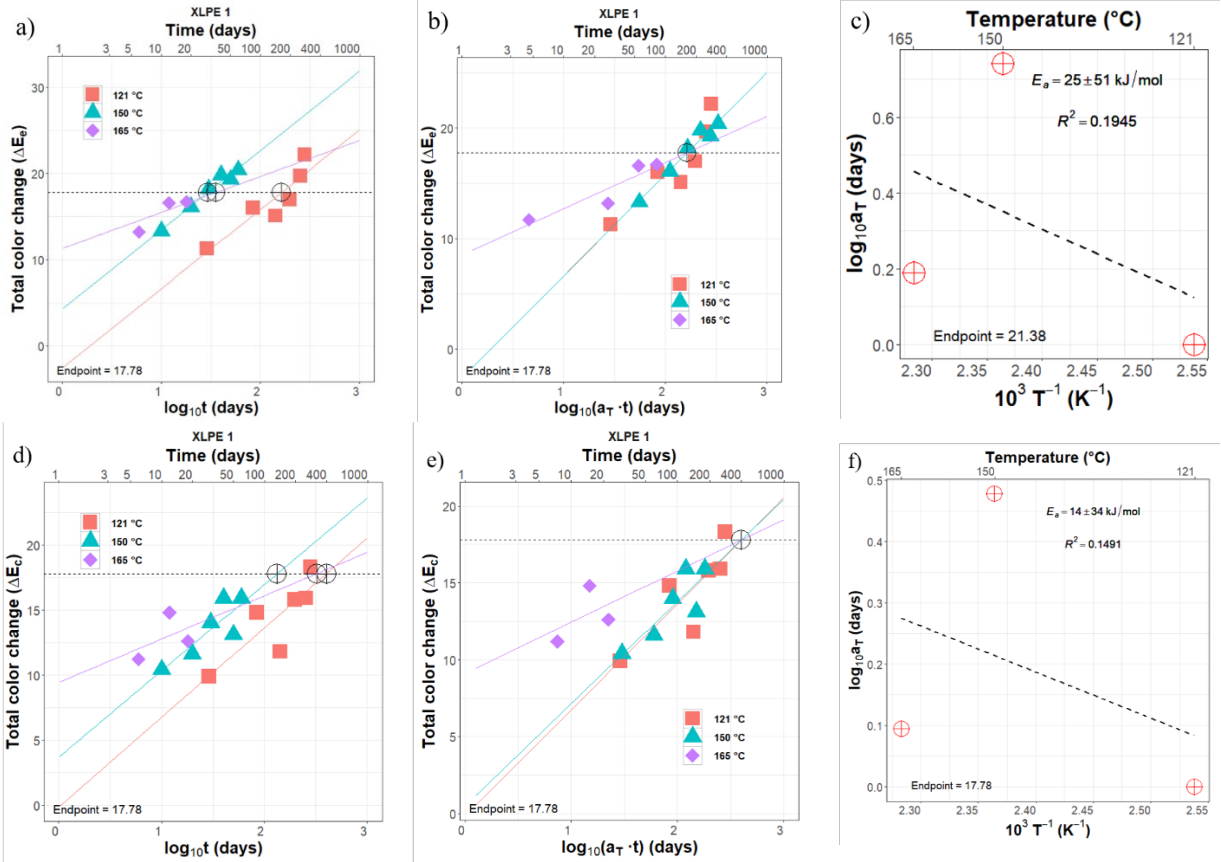 a)
XLPE 1
Time (days)
1 3 5 10 20 50 100 200 400 1000
Total color change (ΔEe)
30
20
10
0
121 °C
150 °C
165 °C
Endpoint = 17.78
0 1 2 3
log10t (days)
b)
XLPE 1
Time (days)
1 3 5 10 20 50 100 200 400 1000
Total color change (ΔEe)
20
10
0
121 °C
150 °C
165 °C
Endpoint = 17.78
0 1 2 3
log10(aT ·t) (days)
c)
Temperature (°C)
165 150 121
log10aT (days)
0.6
0.4
0.2
0.0
Ea = 25±51 kJ/mol
R2 = 0.1945
Endpoint = 21.38
2.30 2.35 2.40 2.45 2.50 2.55
103 T−1 (K−1)
d)
XLPE 1
Time (days)
1 3 5 10 20 50 100 200 400 1000
Total color change (ΔEc)
20
15
10
5
0
121 °C
150 °C
165 °C
Endpoint = 17.78
0 1 2 3
log10t (days)
e)
XLPE 1
Time (days)
1 3 5 10 20 50 100 200 400 1000
Total color change (ΔEc)
20
15
10
5
0
121 °C
150 °C
165 °C
Endpoint = 17.78
0 1 2 3
log10(aT ·t) (days)
f)
Temperature (°C)
165 150 121
log10aT (days)
0.5
0.4
0.3
0.2
0.1
0.0
Ea = 14±34 kJ/mol
R2 = 0.1491
Endpoint = 17.78
2.30 2.35 2.40 2.45 2.50 2.55
103 T−1 (K−1)